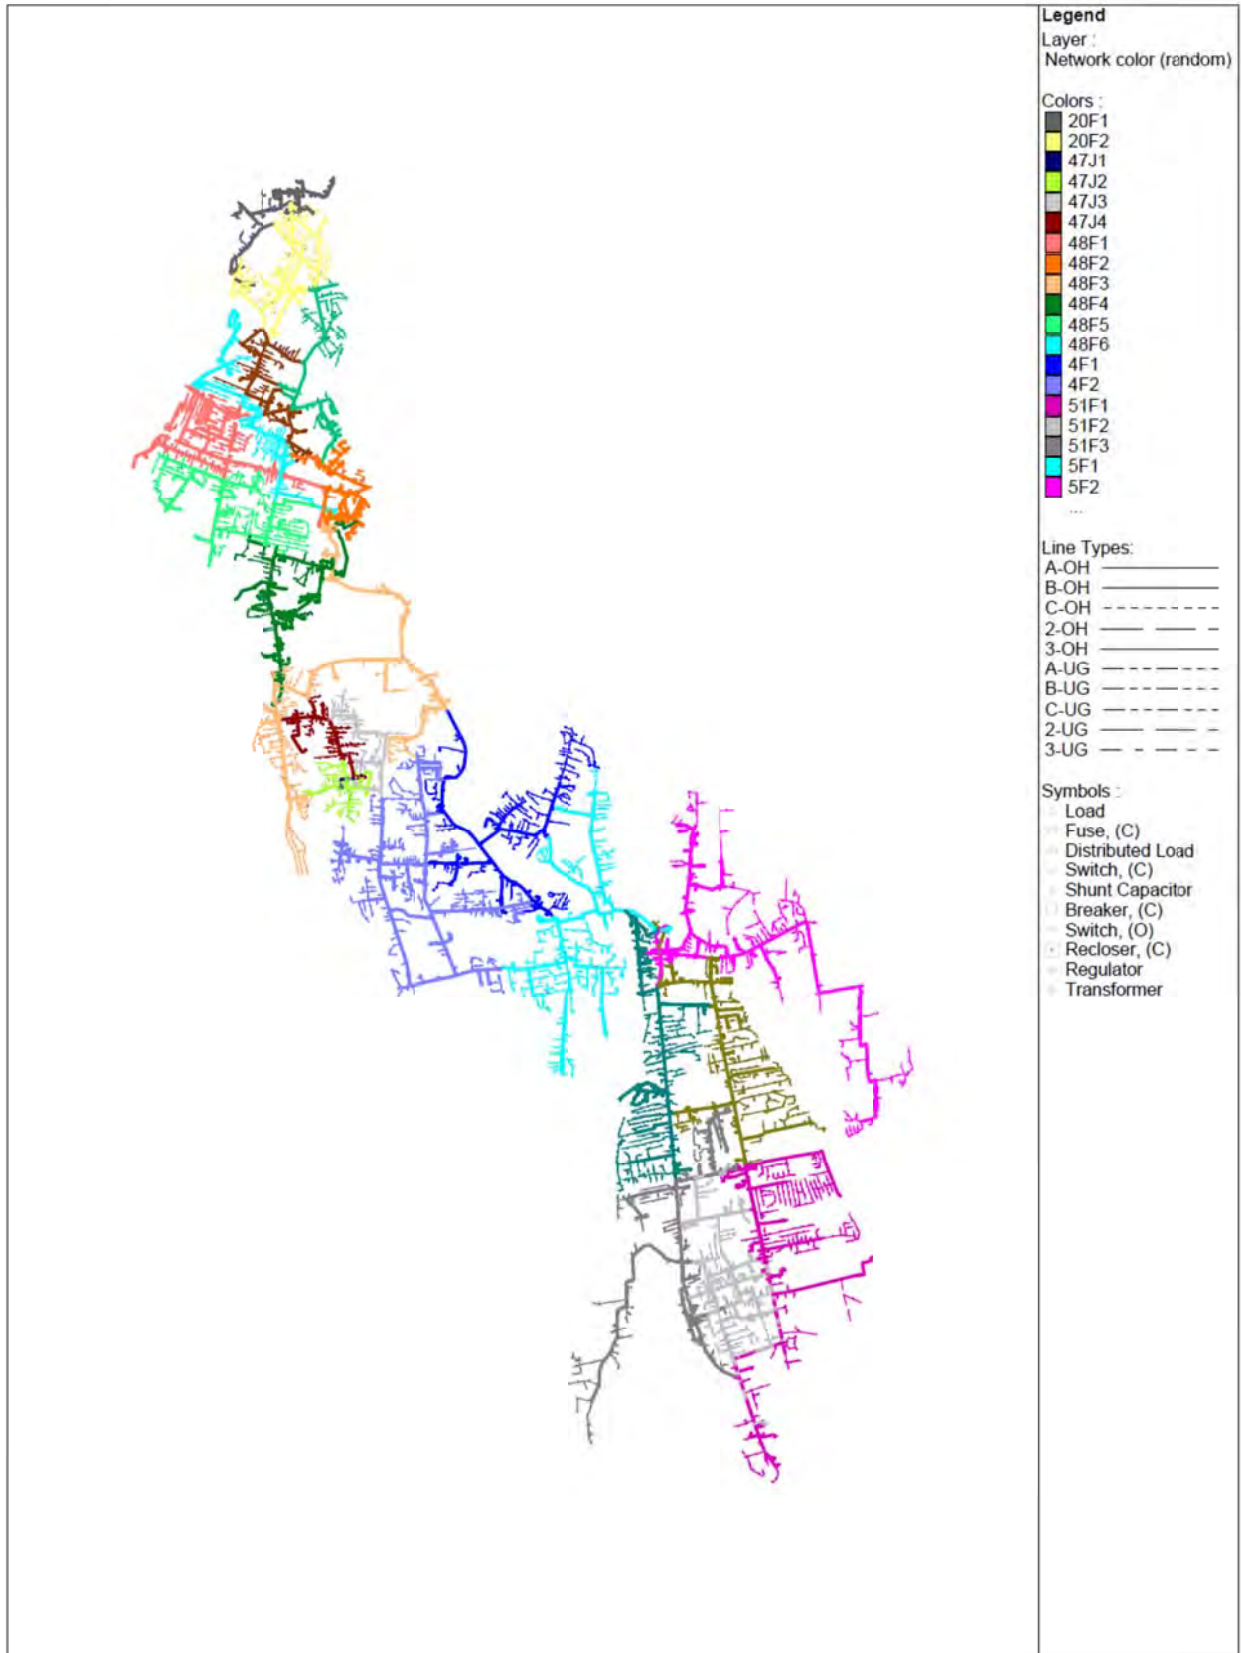 Legend
Layer :
Network color (random)
Colors :
20F1
20F2
47J1
47J2
47J3
47J4
48F1
48F2
48F3
48F4
48F5
48F6
4F1
4F2
51F1
51F2
51F3
5F1
5F2
...
Line Types:
A-OH
B-OH
C-OH
2-OH
3-OH
A-UG
B-UG
C-UG
2-UG
3-UG
Symbols :
Load
Fuse, (C)
Distributed Load
Switch, (C)
Shunt Capacitor
Breaker, (C)
Switch, (O)
Recloser, (C)
Regulator
Transformer